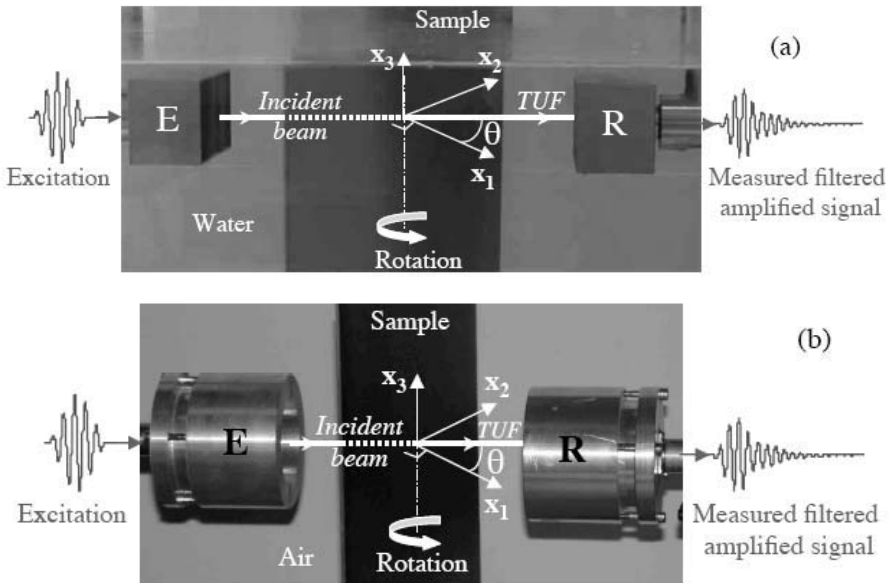 Sample
(a)
x3
x2
Incident
beam
TUF
E
R
θ
x1
Excitation
Measured filtered
amplified signal
Water
Rotation
Sample
(b)
x3
x2
Incident
beam
TUF
E
R
θ
x1
Excitation
Measured filtered
amplified signal
Air
Rotation